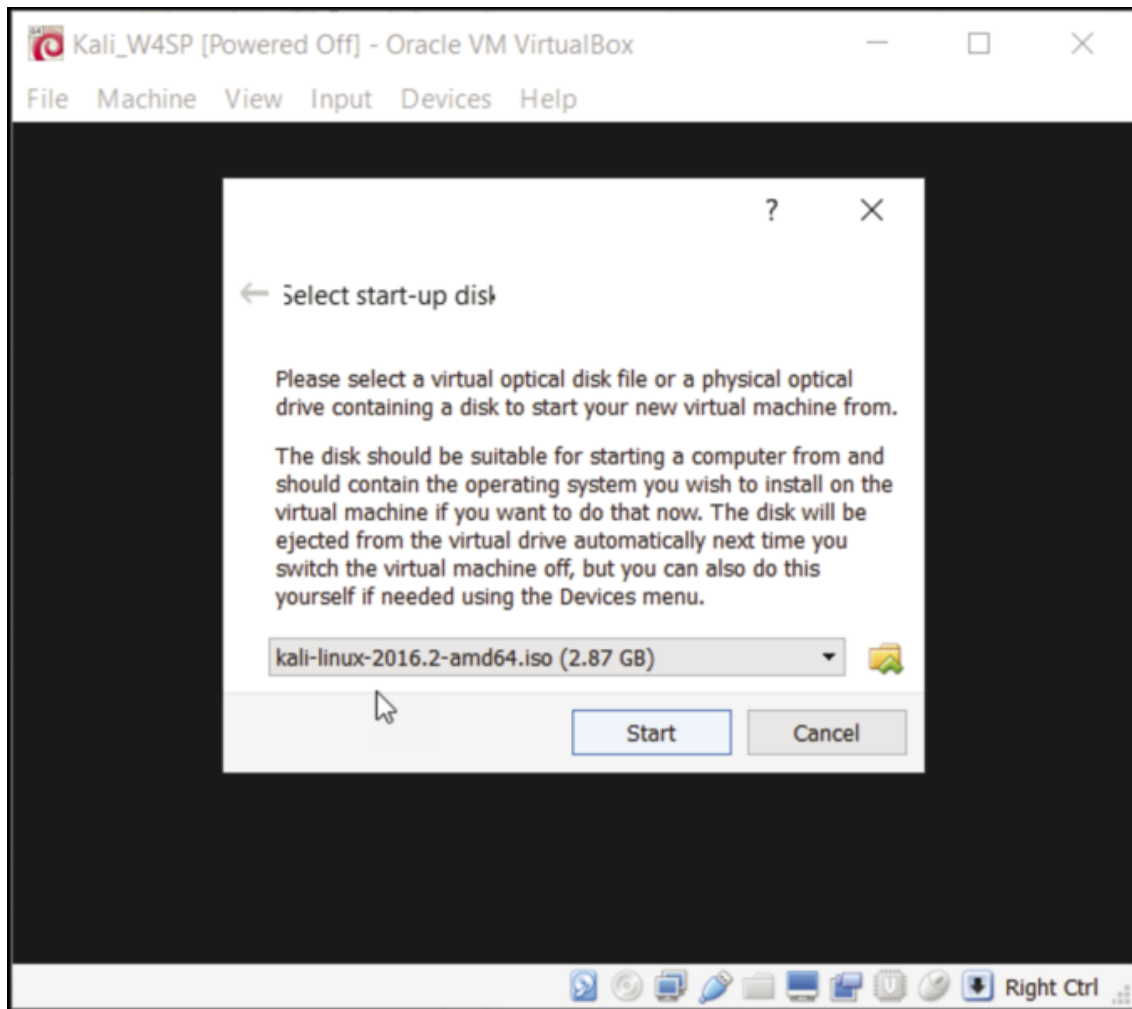 Kali_W4SP [Powered Off] - Oracle VM VirtualBox
File Machine View Input Devices Help
?
Select start-up disk
Please select a virtual optical disk file or a physical optical
drive containing a disk to start your new virtual machine from.
The disk should be suitable for starting a computer from and
should contain the operating system you wish to install on the
virtual machine if you want to do that now. The disk will be
ejected from the virtual drive automatically next time you
switch the virtual machine off, but you can also do this
yourself if needed using the Devices menu.
kali-linux-2016.2-amd64.iso (2.87 GB)
Start Cancel
Right Ctrl